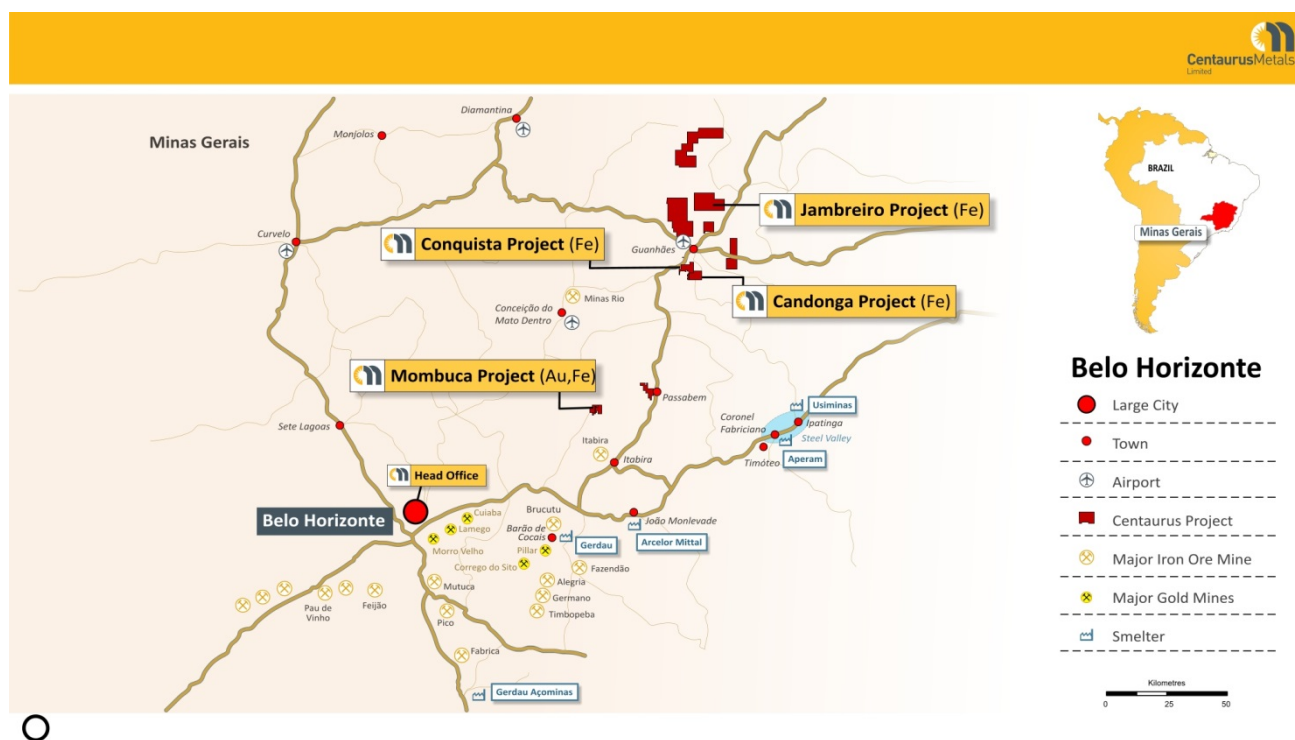 CentaurusMetals
Limited
Minas Gerais
Monjolos
Diamantina
Jambreiro Project (Fe)
Curvelo
Conquista Project (Fe)
Guanhães
Candonga Project (Fe)
Minas Rio
Conceição do
Mato Dentro
Mombuca Project (Au,Fe)
Passabem
Usiminas
Coronel
Fabriciano
Ipatinga
Steel Valley
Sete Lagoas
Itabira
Itabira
Timóteo
Aperam
Head Office
Belo Horizonte
Cuiaba
Lamego
Morro Velho
Brucutu
Barão de
Cocais
João Monlevade
Arcelor Mittal
Gerdau
Pillar
Corrego do Sito
Fazendão
Mutuca
Alegria
Germano
Timbopeba
Pau de
Vinho
Feijão
Pico
Fabrica
Gerdau Açominas
BRAZIL
Minas Gerais
Belo Horizonte
Large City
Town
Airport
Centaurus Project
Major Iron Ore Mine
Major Gold Mines
Smelter
Kilometres
0 25 50